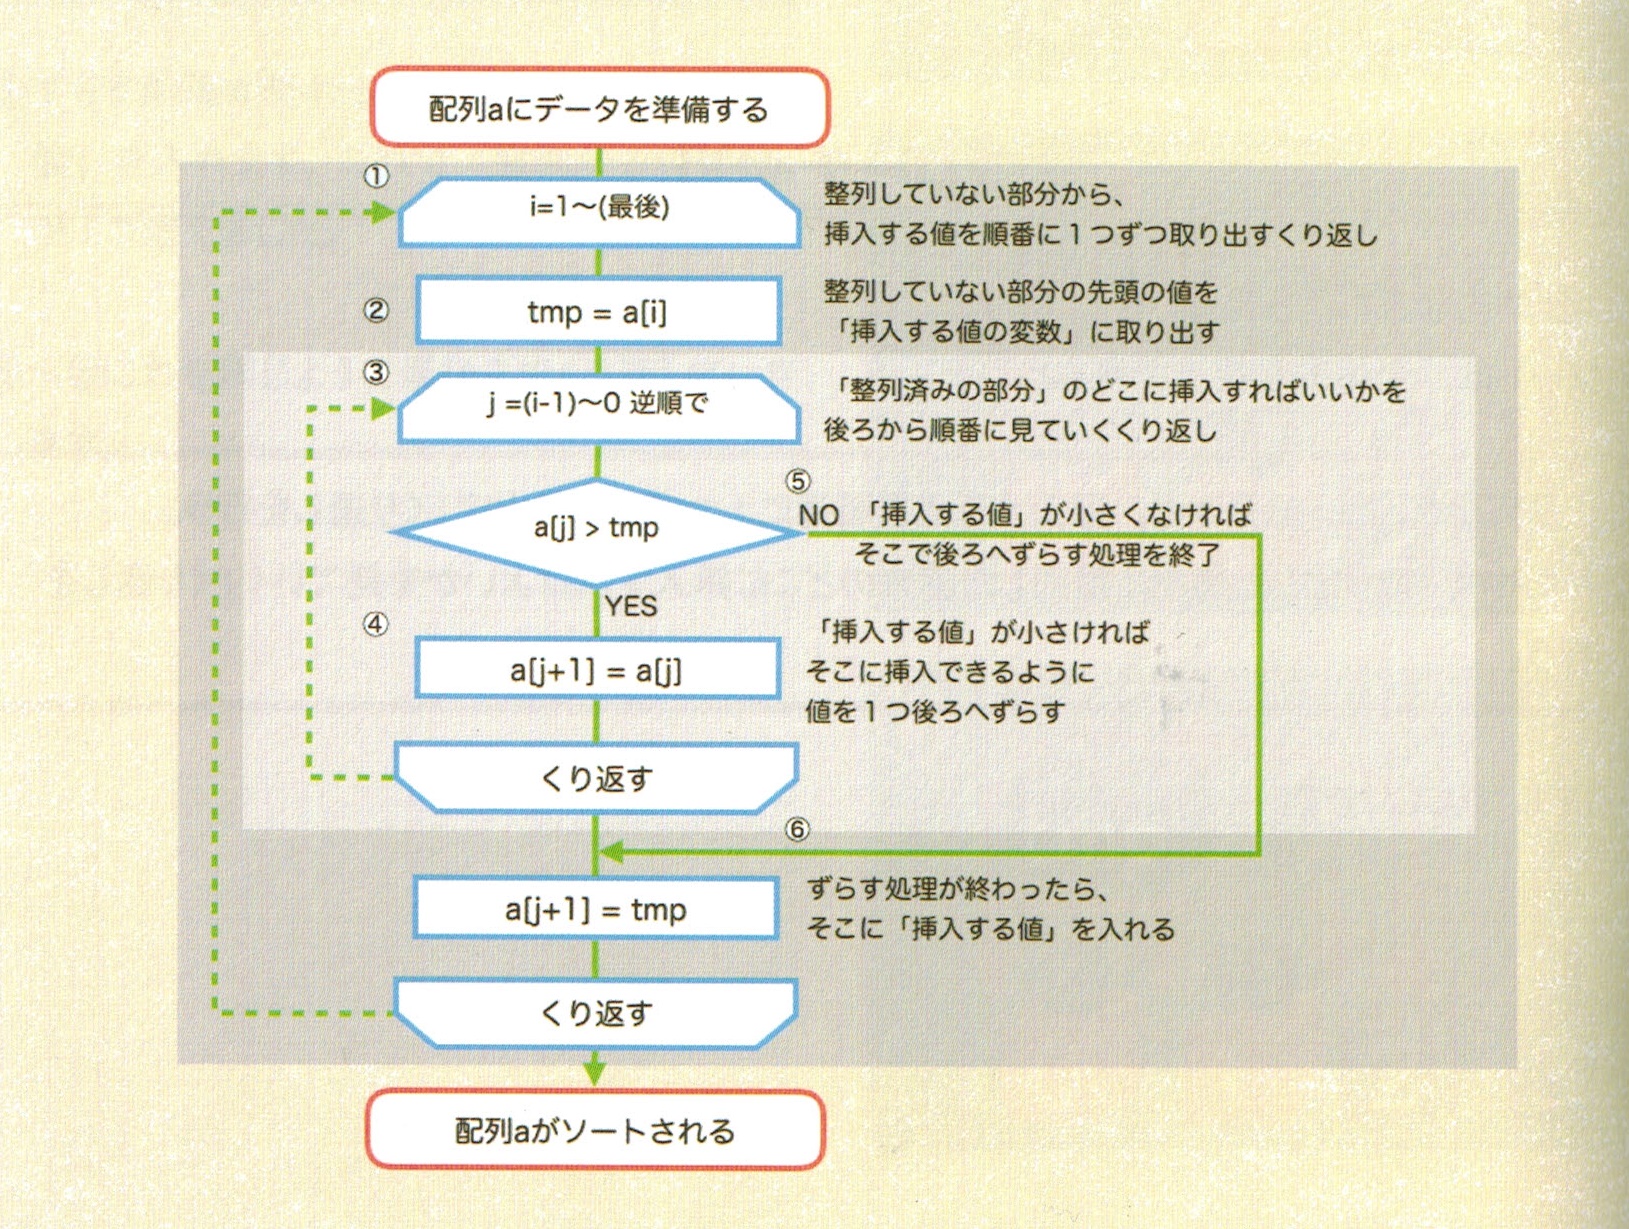 配列aにデータを準備する
①
i=1～(最後)
整列していない部分から、
挿入する値を順番に1つずつ取り出すくり返し
②
tmp = a[i]
整列していない部分の先頭の値を
「挿入する値の変数」に取り出す
③
j =(i-1)～0 逆順で
「整列済みの部分」のどこに挿入すればいいかを
後ろから順番に見ていくくり返し
a[j] > tmp
⑤
NO 「挿入する値」が小さくなければ
そこで後ろへずらす処理を終了
YES
④
a[j+1] = a[j]
「挿入する値」が小さければ
そこに挿入できるように
値を1つ後ろへずらす
くり返す
⑥
a[j+1] = tmp
ずらす処理が終わったら、
そこに「挿入する値」を入れる
くり返す
配列aがソートされる